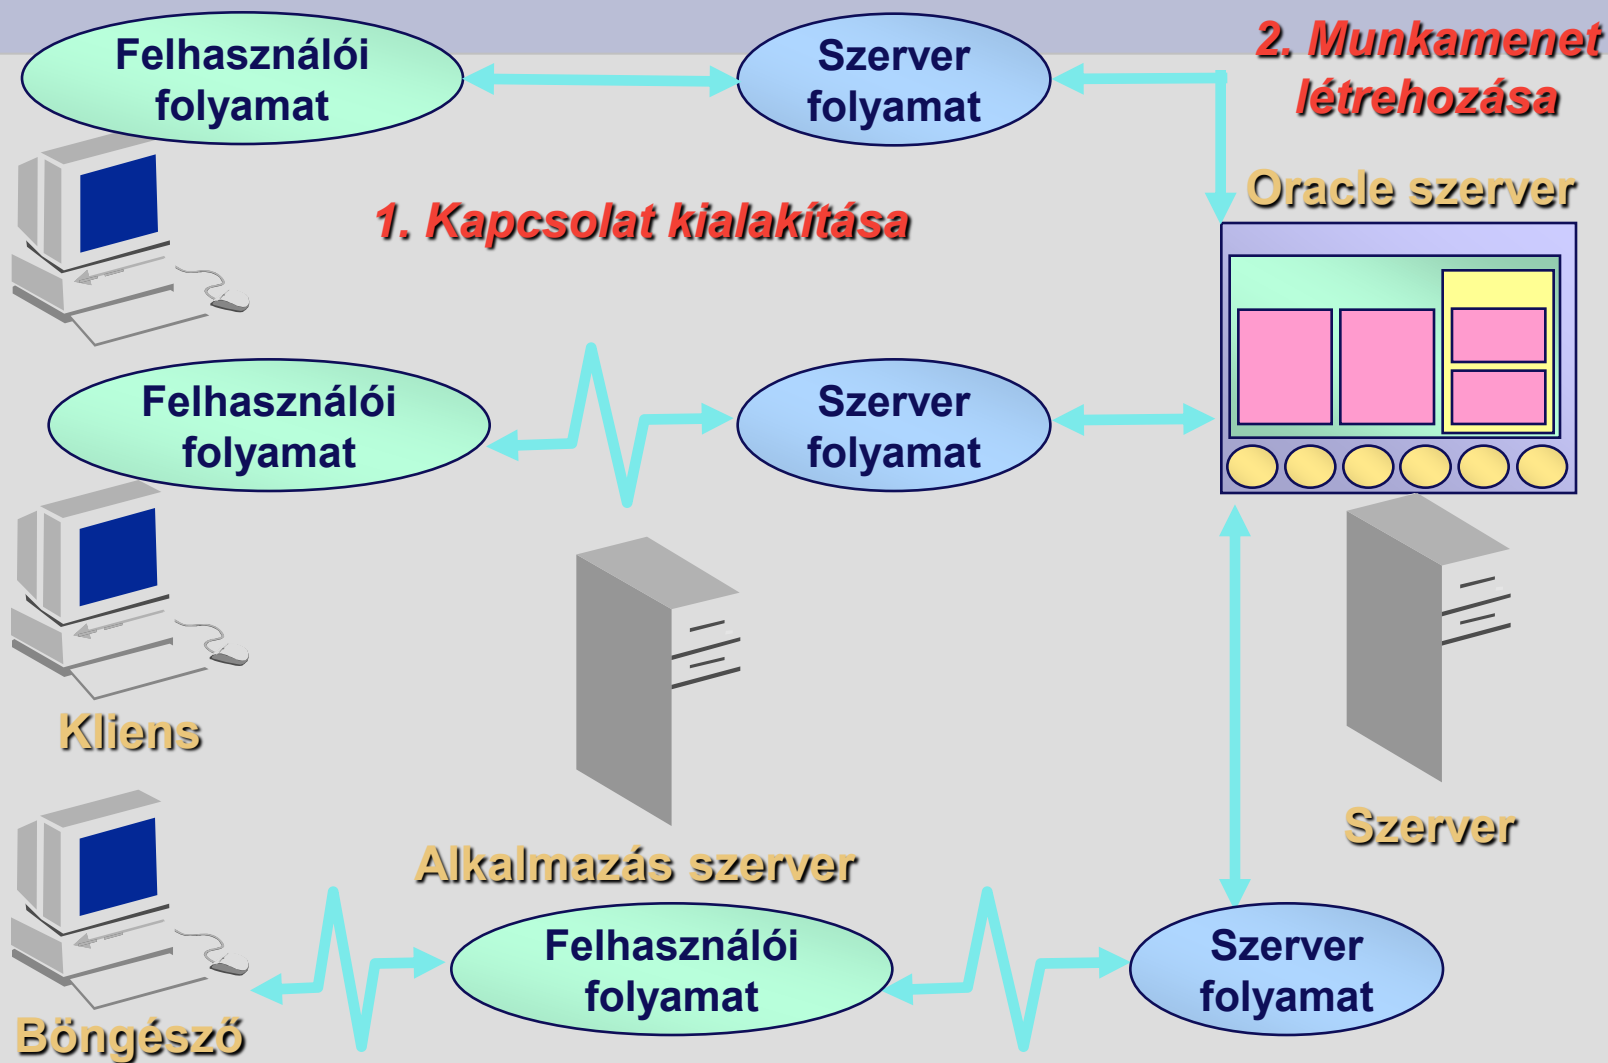 Felhasználói
folyamat
Szerver
folyamat
2. Munkamenet
létrehozása
1. Kapcsolat kialakítása
Oracle szerver
Felhasználói
folyamat
Szerver
folyamat
Kliens
Szerver
Alkalmazás szerver
Felhasználói
folyamat
Szerver
folyamat
Böngésző